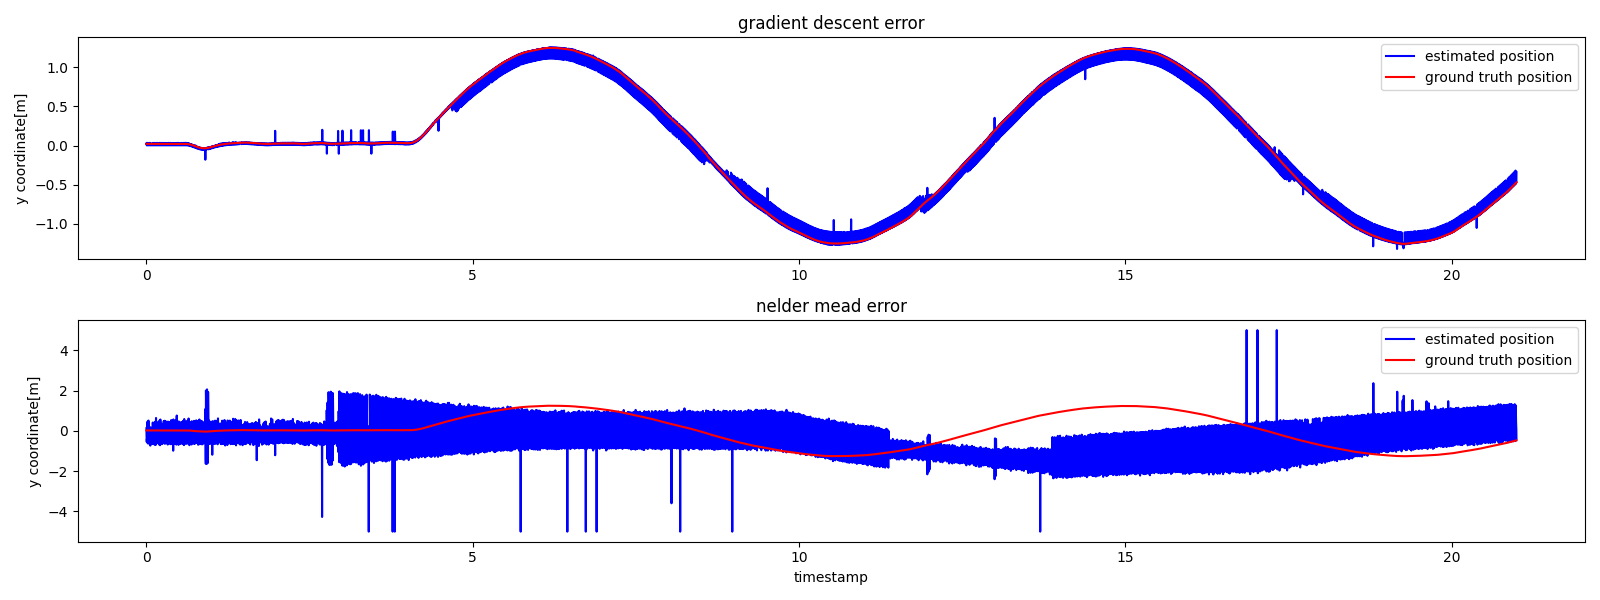 gradient descent error
y coordinate[m]
1.0
0.5
0.0
−0.5
−1.0
estimated position
ground truth position
0 5 10 15 20
nelder mead error
y coordinate[m]
4
2
0
−2
−4
estimated position
ground truth position
0 5 10 15 20
timestamp